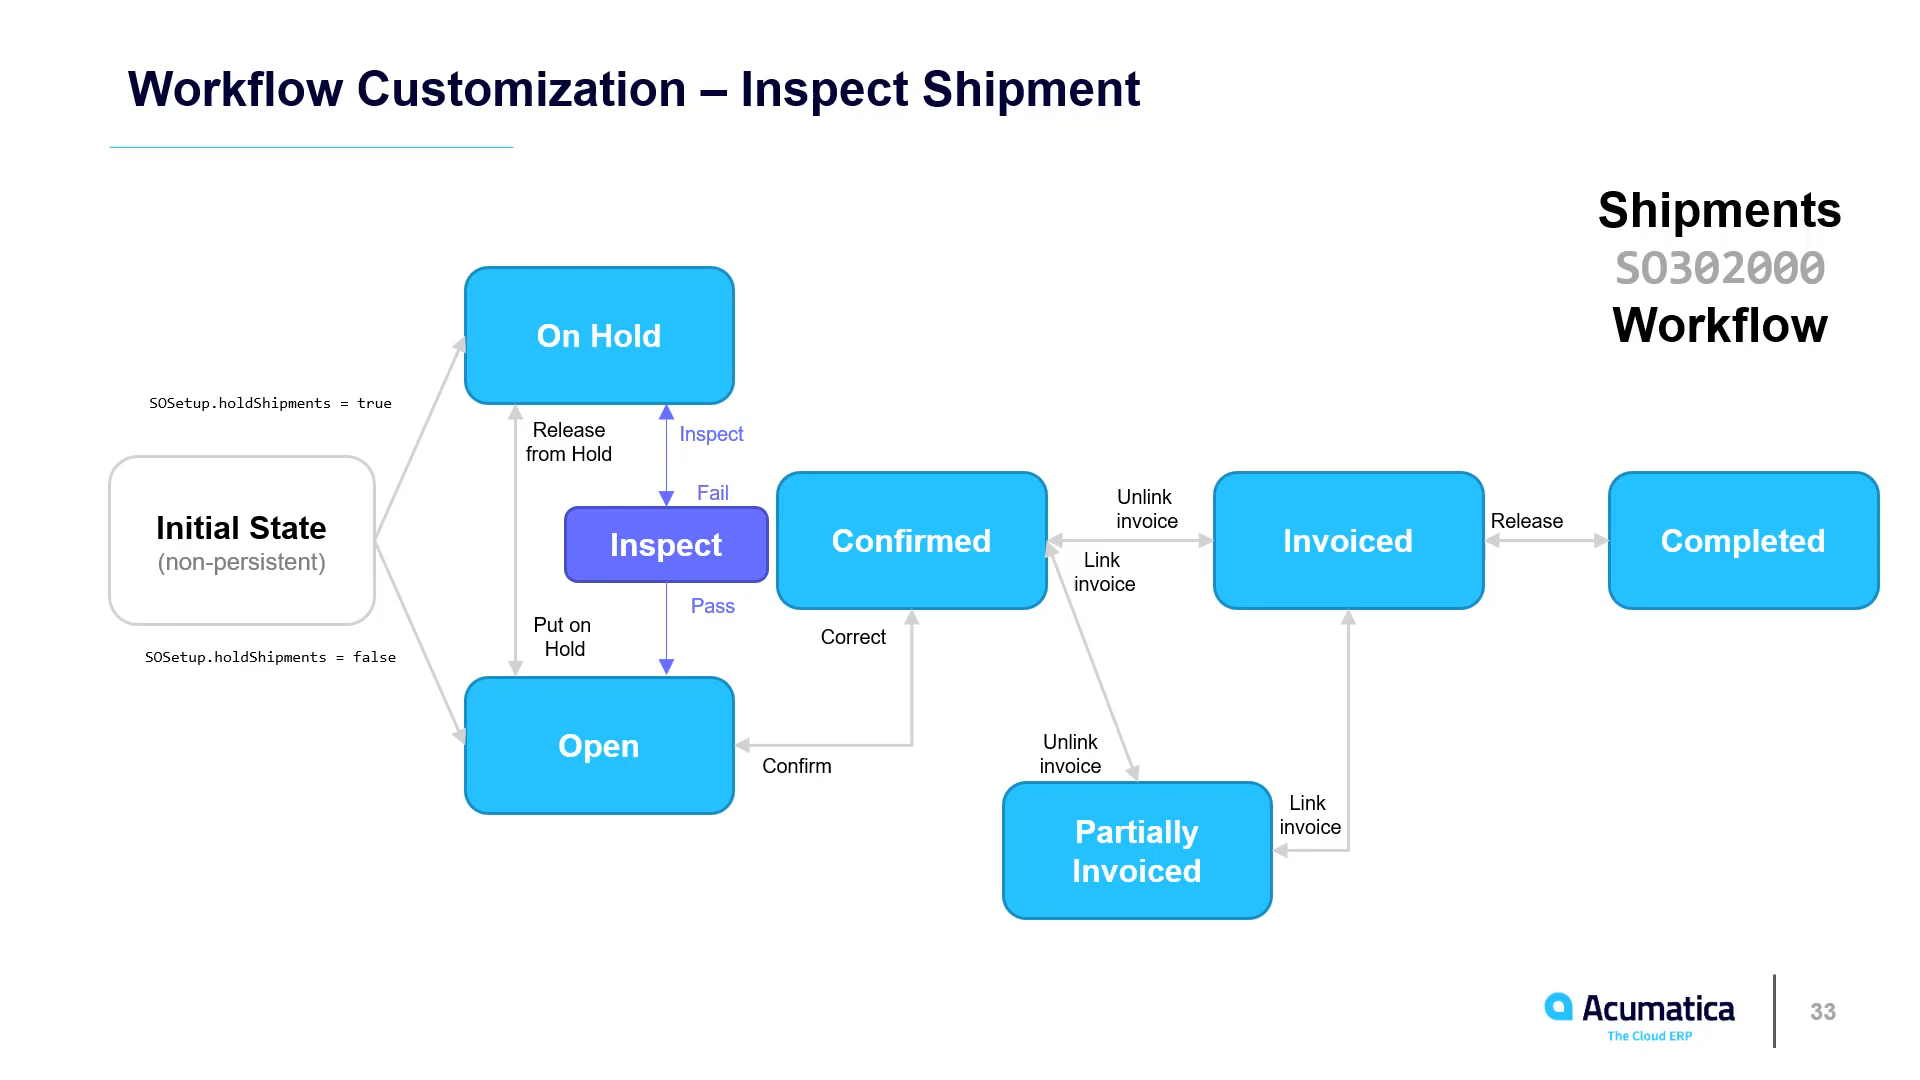 Workflow Customization – Inspect Shipment
Shipments
SO302000
Workflow
On Hold
SOSetup.holdShipments = true
Release
from Hold
Inspect
Fail
Initial State
(non-persistent)
Inspect
Confirmed
Unlink
invoice
Link
invoice
Invoiced
Release
Completed
Pass
Put on
Hold
Correct
SOSetup.holdShipments = false
Open
Confirm
Unlink
invoice
Partially
Invoiced
Link
invoice
Acumatica
The Cloud ERP
33